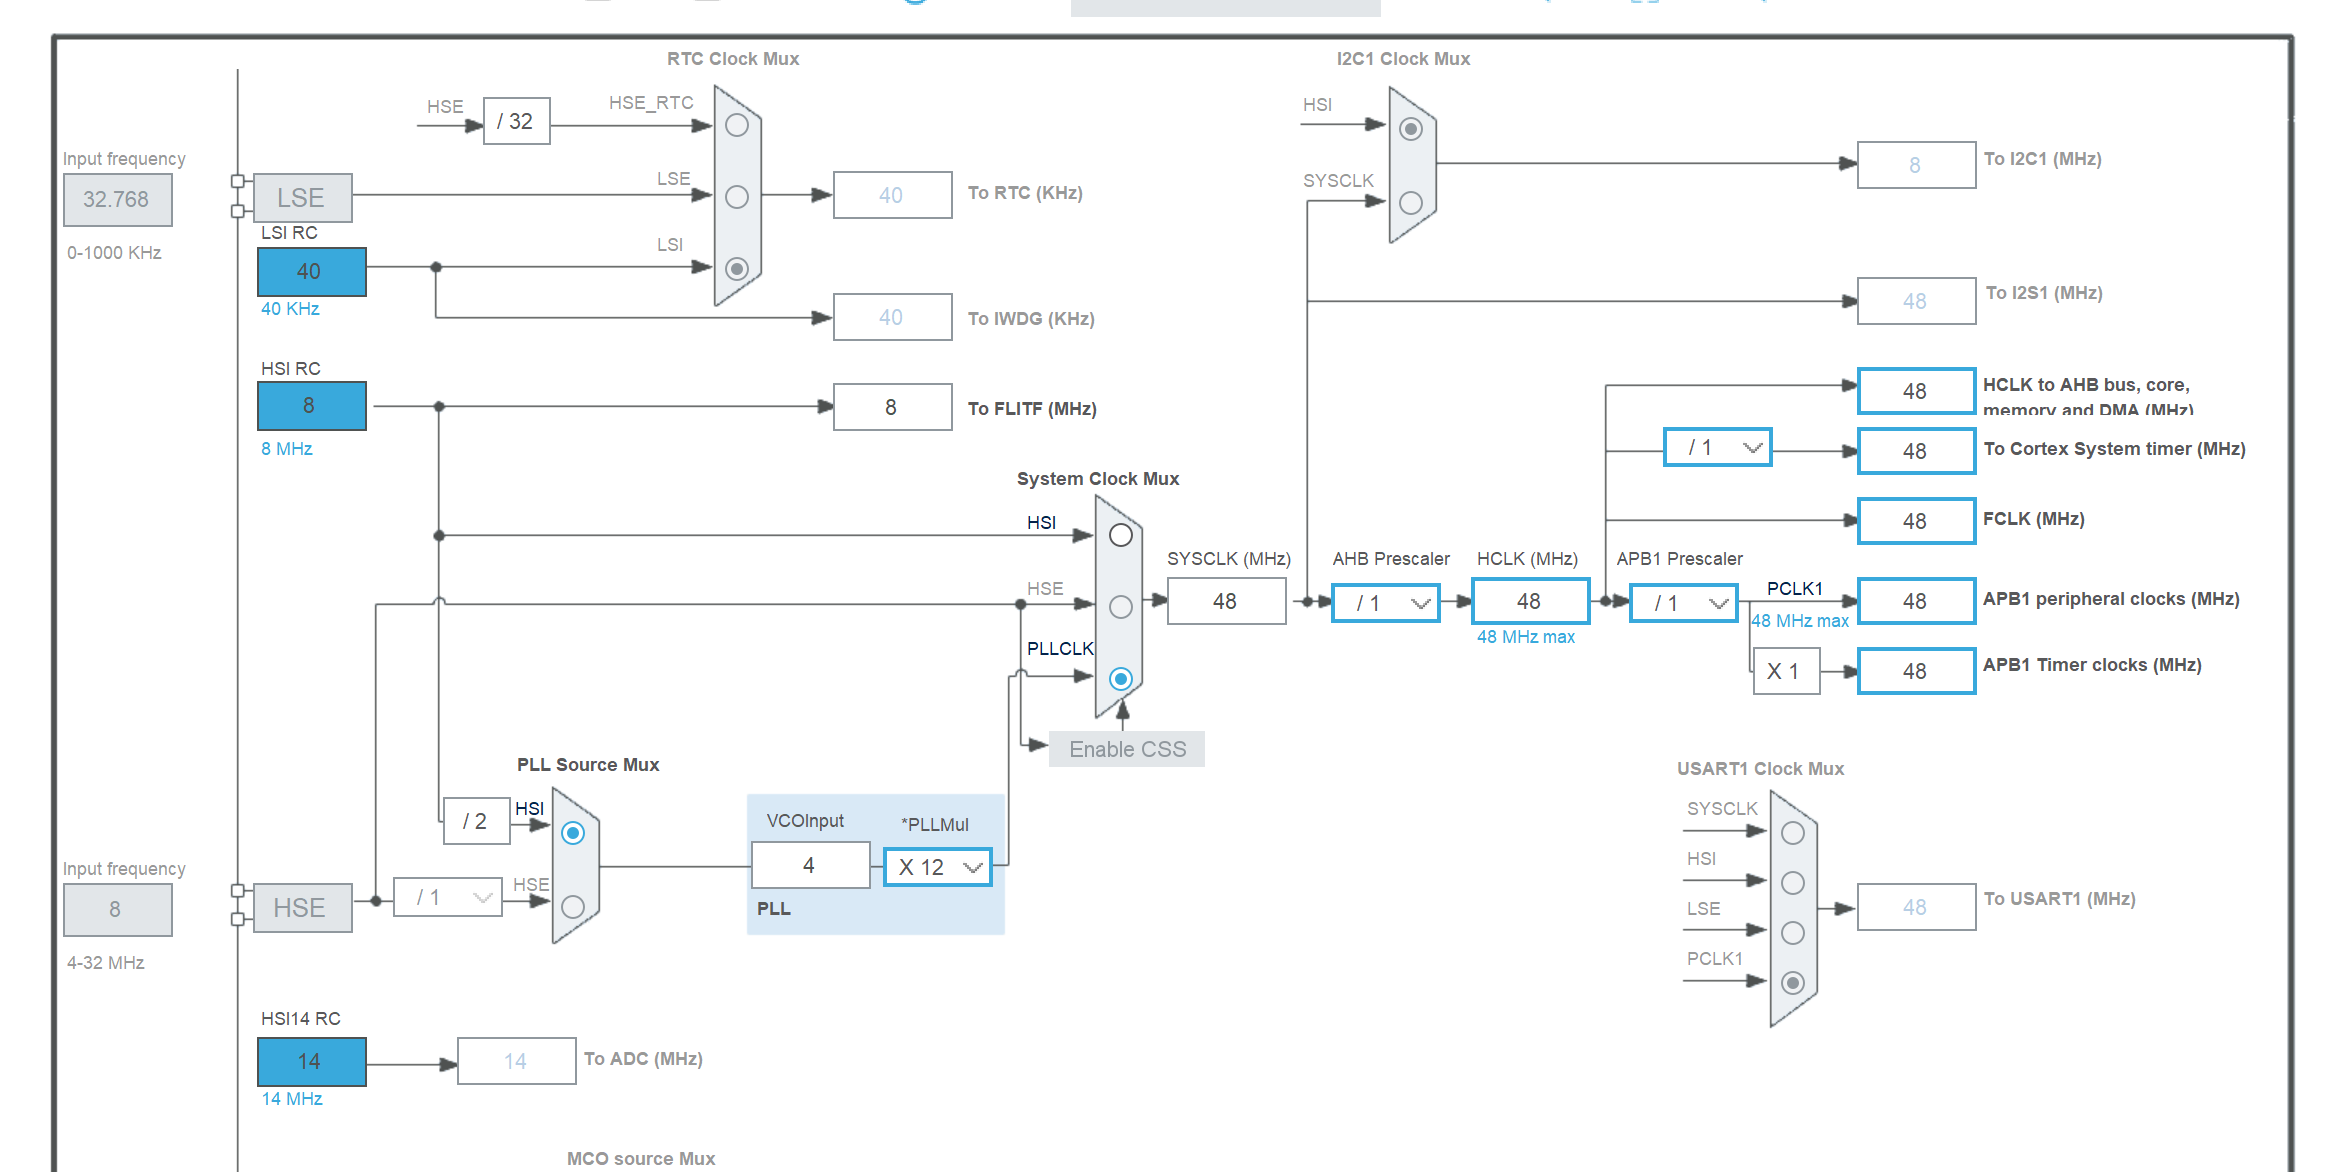 RTC Clock Mux
I2C1 Clock Mux
HSE
/ 32
HSE_RTC
HSI
Input frequency
32.768
0-1000 KHz
LSE
LSE
40
To RTC (KHz)
SYSCLK
8
To I2C1 (MHz)
LSI RC
40
40 KHz
LSI
40
To IWDG (KHz)
48
To I2S1 (MHz)
HSI RC
8
8 MHz
8
To FLITF (MHz)
48
HCLK to AHB bus, core,
memory and DMA (MHz)
/ 1
48
To Cortex System timer (MHz)
System Clock Mux
HSI
48
FCLK (MHz)
HSE
SYSCLK (MHz)
48
AHB Prescaler
/ 1
HCLK (MHz)
48
48 MHz max
APB1 Prescaler
/ 1
PCLK1
48 MHz max
48
APB1 peripheral clocks (MHz)
PLLCLK
X 1
48
APB1 Timer clocks (MHz)
Enable CSS
PLL Source Mux
USART1 Clock Mux
/ 2
HSI
VCOInput
4
*PLLMul
X 12
PLL
SYSCLK
HSI
LSE
PCLK1
48
To USART1 (MHz)
Input frequency
8
4-32 MHz
HSE
/ 1
HSE
HSI14 RC
14
14 MHz
14
To ADC (MHz)
MCO source Mux